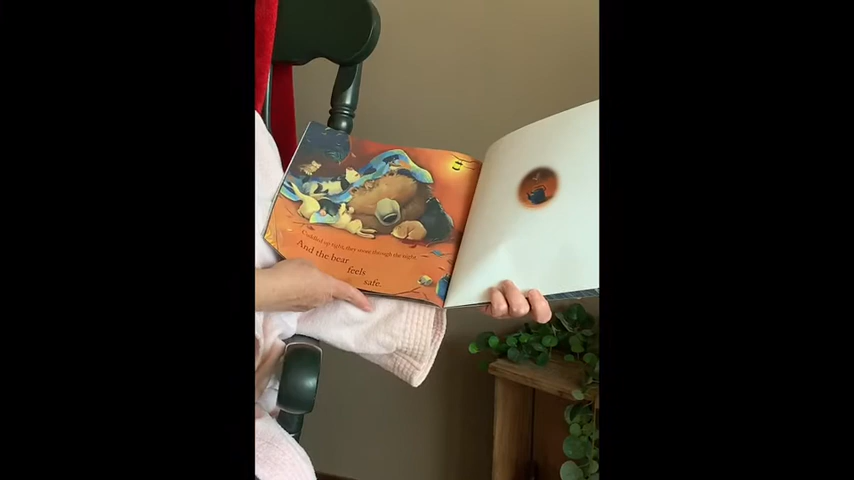 Cuddled up tight, they snore through the night.
And the bear
feels
safe.